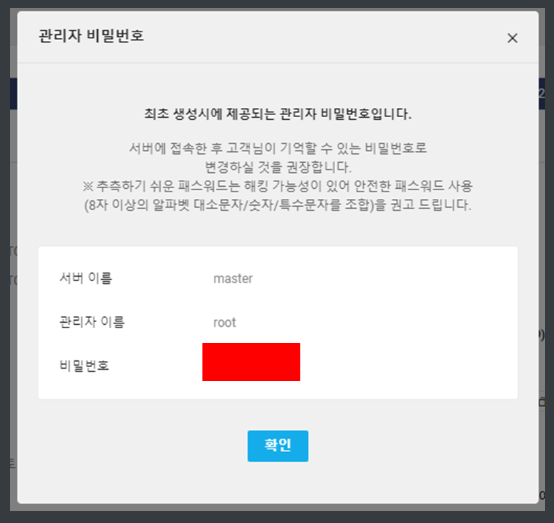 관리자 비밀번호
×
최초 생성시에 제공되는 관리자 비밀번호입니다.
서버에 접속한 후 고객님이 기억할 수 있는 비밀번호로
변경하실 것을 권장합니다.
※ 추측하기 쉬운 패스워드는 해킹 가능성이 있어 안전한 패스워드 사용
(8자 이상의 알파벳 대소문자/숫자/특수문자를 조합)을 권고 드립니다.
서버 이름 master
관리자 이름 root
비밀번호
확인